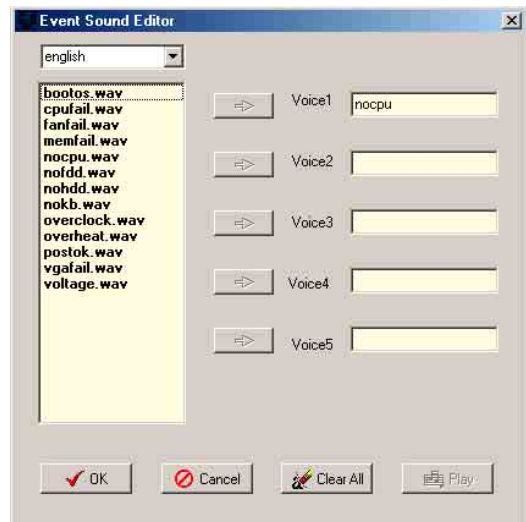 Event Sound Editor
english
bootos.wav
cpufail.wav
fanfail.wav
memfail.wav
nocpu.wav
nofdd.wav
nohdd.wav
nokb.wav
overclock.wav
overheat.wav
postok.wav
vgafail.wav
voltage.wav
Voice1 nocpu
Voice2
Voice3
Voice4
Voice5
OK Cancel Clear All Play